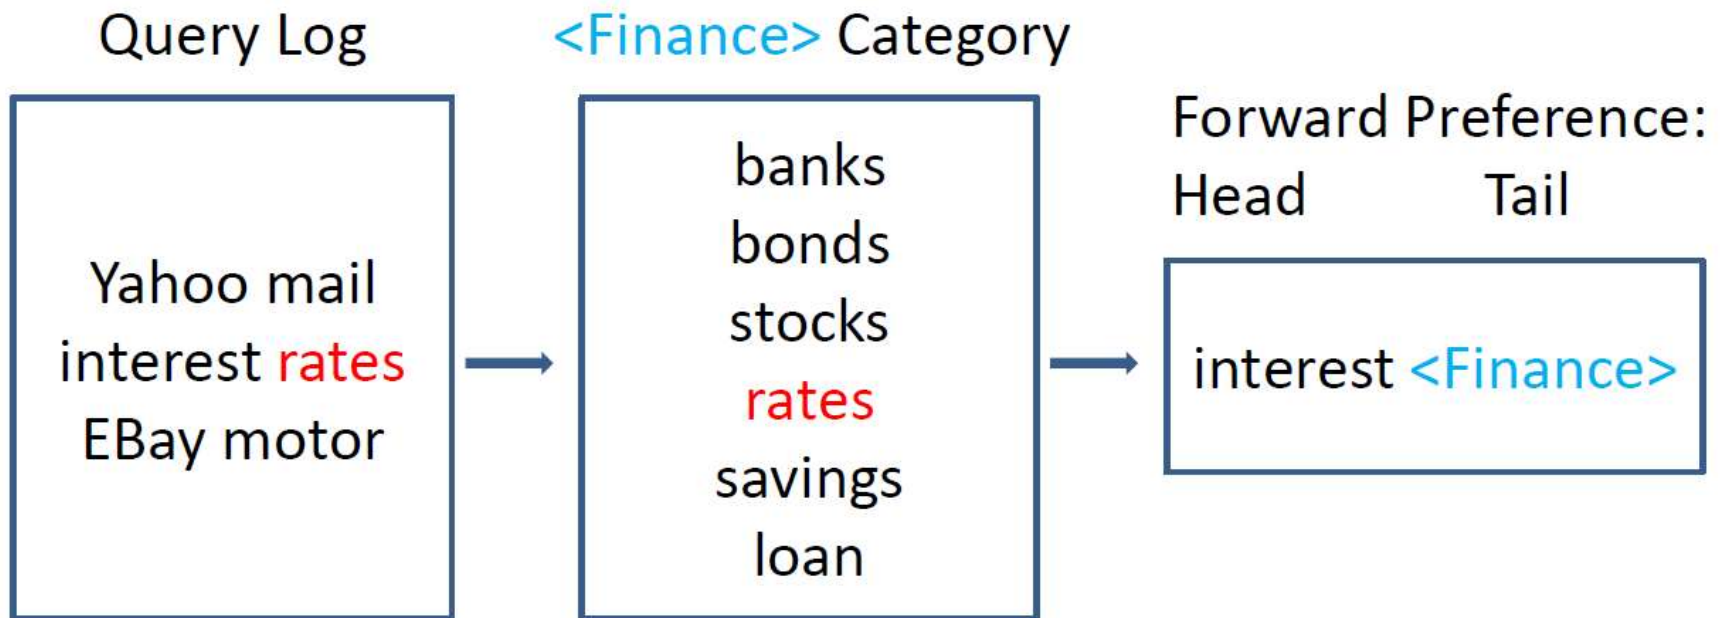 Query Log
Yahoo mail
interest rates
EBay motor
<Finance> Category
banks
bonds
stocks
rates
savings
loan
Forward Preference:
Head Tail
interest <Finance>